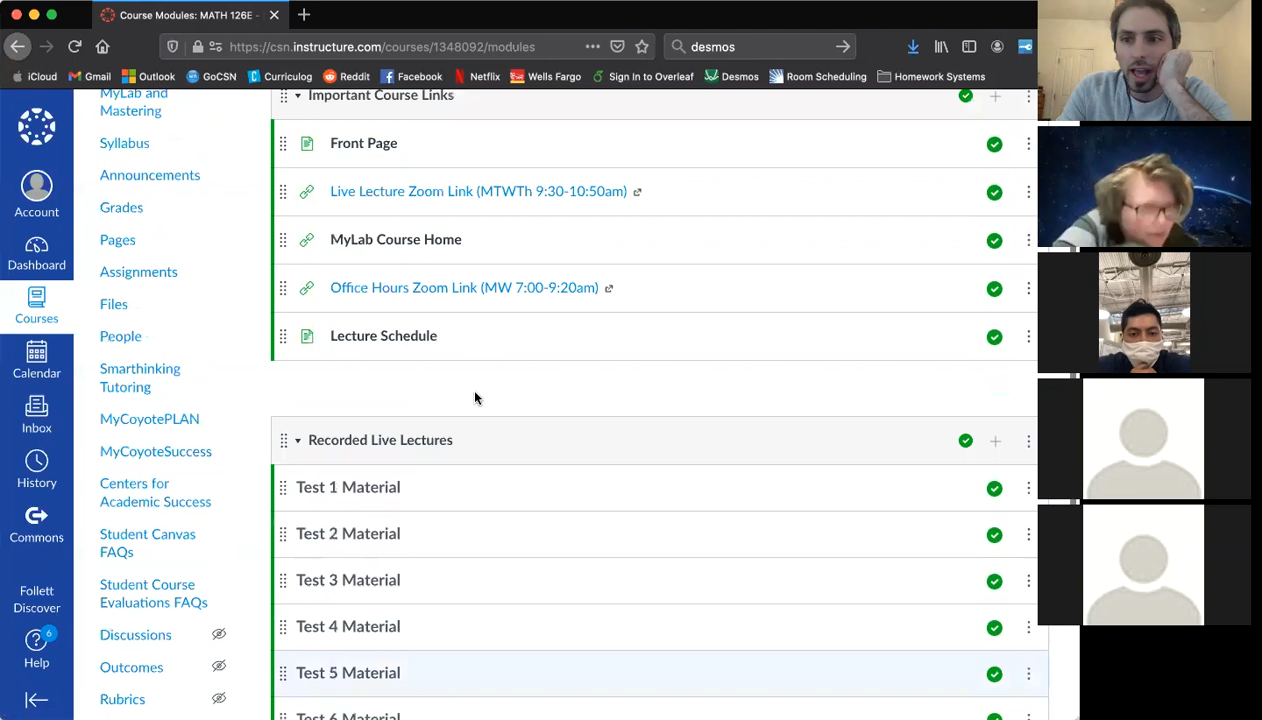 Course Modules: MATH 126E -
https://csn.instructure.com/courses/1348092/modules
desmos
iCloud Gmail Outlook GoCSN Curriculog Reddit Facebook Netflix Wells Fargo Sign In to Overleaf Desmos Room Scheduling Homework Systems
Account
Dashboard
Courses
Calendar
Inbox
History
Commons
Follett
Discover
6
Help
MyLab and
Mastering
Syllabus
Announcements
Grades
Pages
Assignments
Files
People
Smarthinking
Tutoring
MyCoyotePLAN
MyCoyoteSuccess
Centers for
Academic Success
Student Canvas
FAQs
Student Course
Evaluations FAQs
Discussions
Outcomes
Rubrics
Important Course Links
Front Page
Live Lecture Zoom Link (MTWTh 9:30-10:50am)
MyLab Course Home
Office Hours Zoom Link (MW 7:00-9:20am)
Lecture Schedule
Recorded Live Lectures
Test 1 Material
Test 2 Material
Test 3 Material
Test 4 Material
Test 5 Material
Test 6 Material